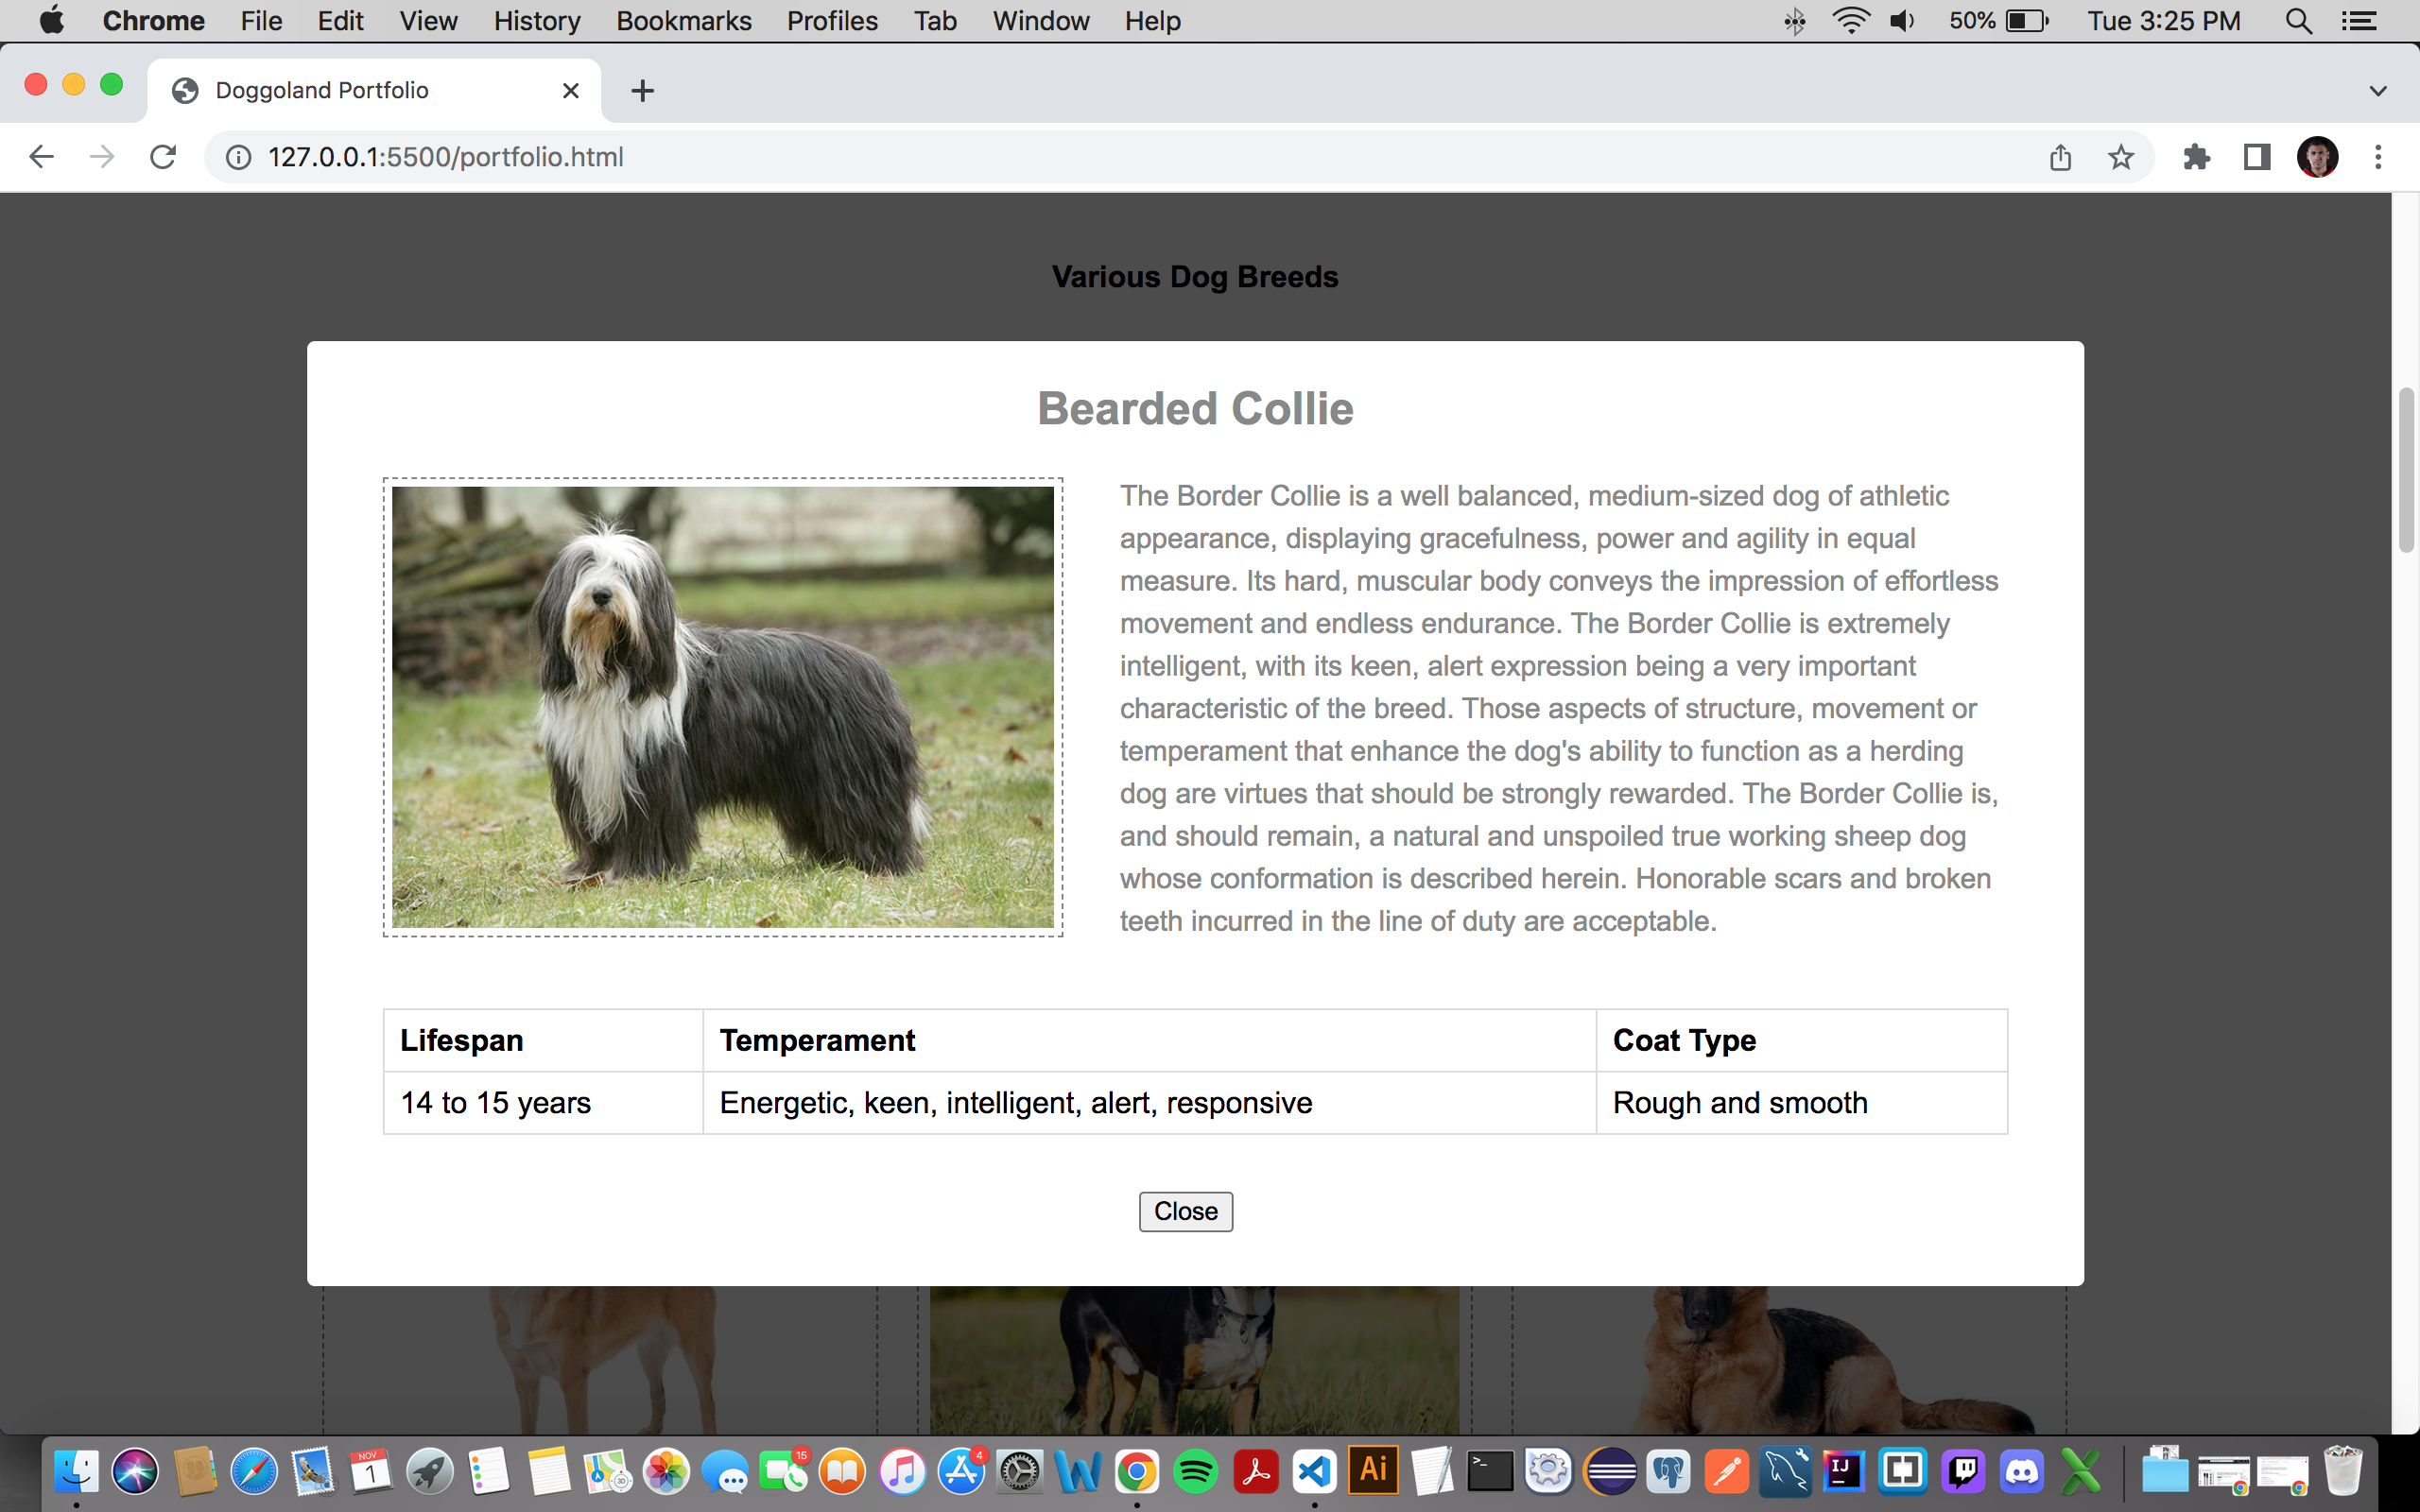 Chrome File Edit View History Bookmarks Profiles Tab Window Help 50% Tue 3:25 PM
Doggoland Portfolio
127.0.0.1:5500/portfolio.html
Various Dog Breeds
Bearded Collie
The Border Collie is a well balanced, medium-sized dog of athletic
appearance, displaying gracefulness, power and agility in equal
measure. Its hard, muscular body conveys the impression of effortless
movement and endless endurance. The Border Collie is extremely
intelligent, with its keen, alert expression being a very important
characteristic of the breed. Those aspects of structure, movement or
temperament that enhance the dog's ability to function as a herding
dog are virtues that should be strongly rewarded. The Border Collie is,
and should remain, a natural and unspoiled true working sheep dog
whose conformation is described herein. Honorable scars and broken
teeth incurred in the line of duty are acceptable.
Lifespan Temperament Coat Type
14 to 15 years Energetic, keen, intelligent, alert, responsive Rough and smooth
Close
NOV 1 3D 15 4 Ai >_ IJ